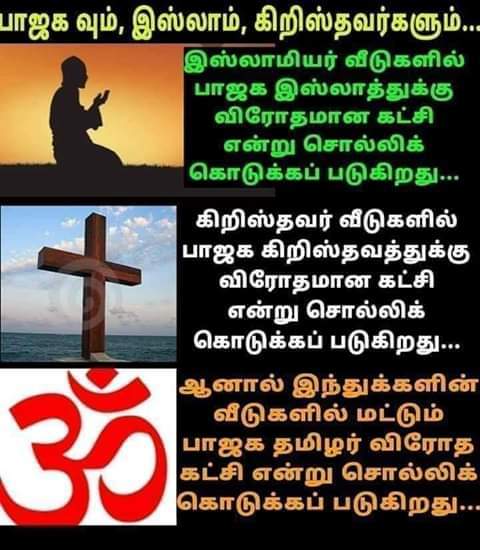 பாஜக வும், இஸ்லாம், கிறிஸ்தவர்களும்...
இஸ்லாமியர் வீடுகளில்
பாஜக இஸ்லாத்துக்கு
விரோதமான கட்சி
என்று சொல்லிக்
கொடுக்கப் படுகிறது...
கிறிஸ்தவர் வீடுகளில்
பாஜக கிறிஸ்தவத்துக்கு
விரோதமான கட்சி
என்று சொல்லிக்
கொடுக்கப் படுகிறது...
ஆனால் இந்துக்களின்
வீடுகளில் மட்டும்
பாஜக தமிழர் விரோத
கட்சி என்று சொல்லிக்
கொடுக்கப் படுகிறது...
ॐ